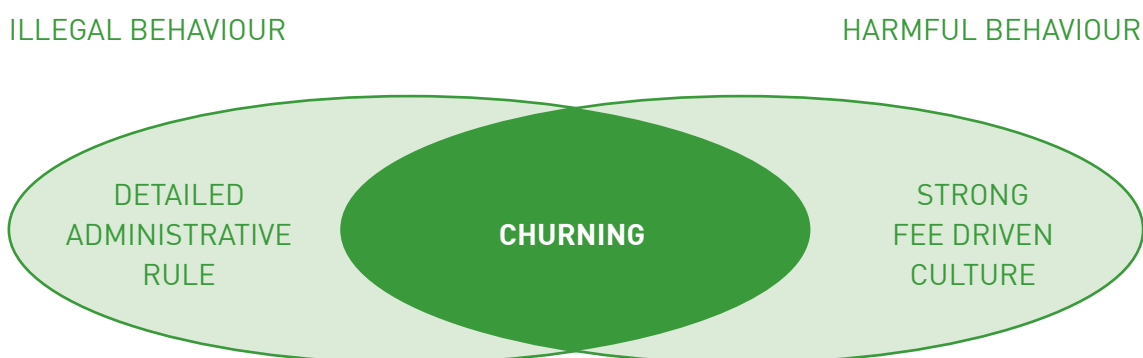 ILLEGAL BEHAVIOUR
HARMFUL BEHAVIOUR
DETAILED
ADMINISTRATIVE
RULE
CHURNING
STRONG
FEE DRIVEN
CULTURE